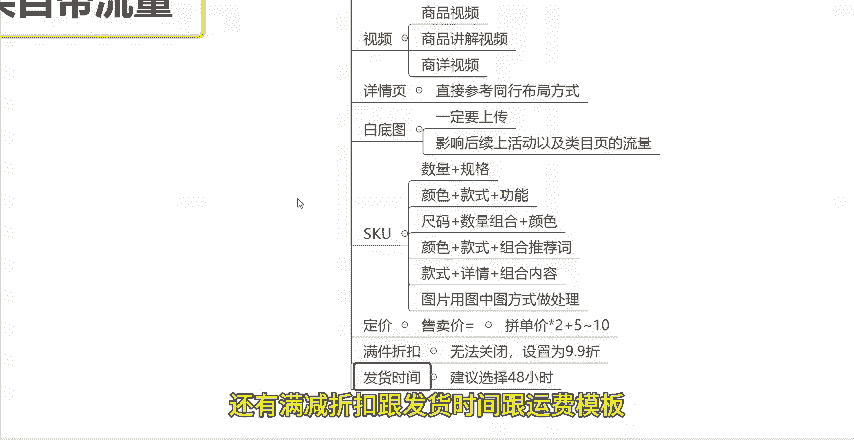 类目带流量
商品视频
视频
商品讲解视频
商详视频
详情页 直接参考同行布局方式
一定要上传
白底图
影响后续上活动以及类目页的流量
数量+规格
颜色+款式+功能
尺码+数量组合+颜色
SKU
颜色+款式+组合推荐词
款式+详情+组合内容
图片用图中图方式做处理
定价 售卖价= 拼单价*2+5~10
满件折扣 无法关闭，设置为9.9折
发货时间 建议选择48小时
还有满减折扣跟发货时间跟运费模板